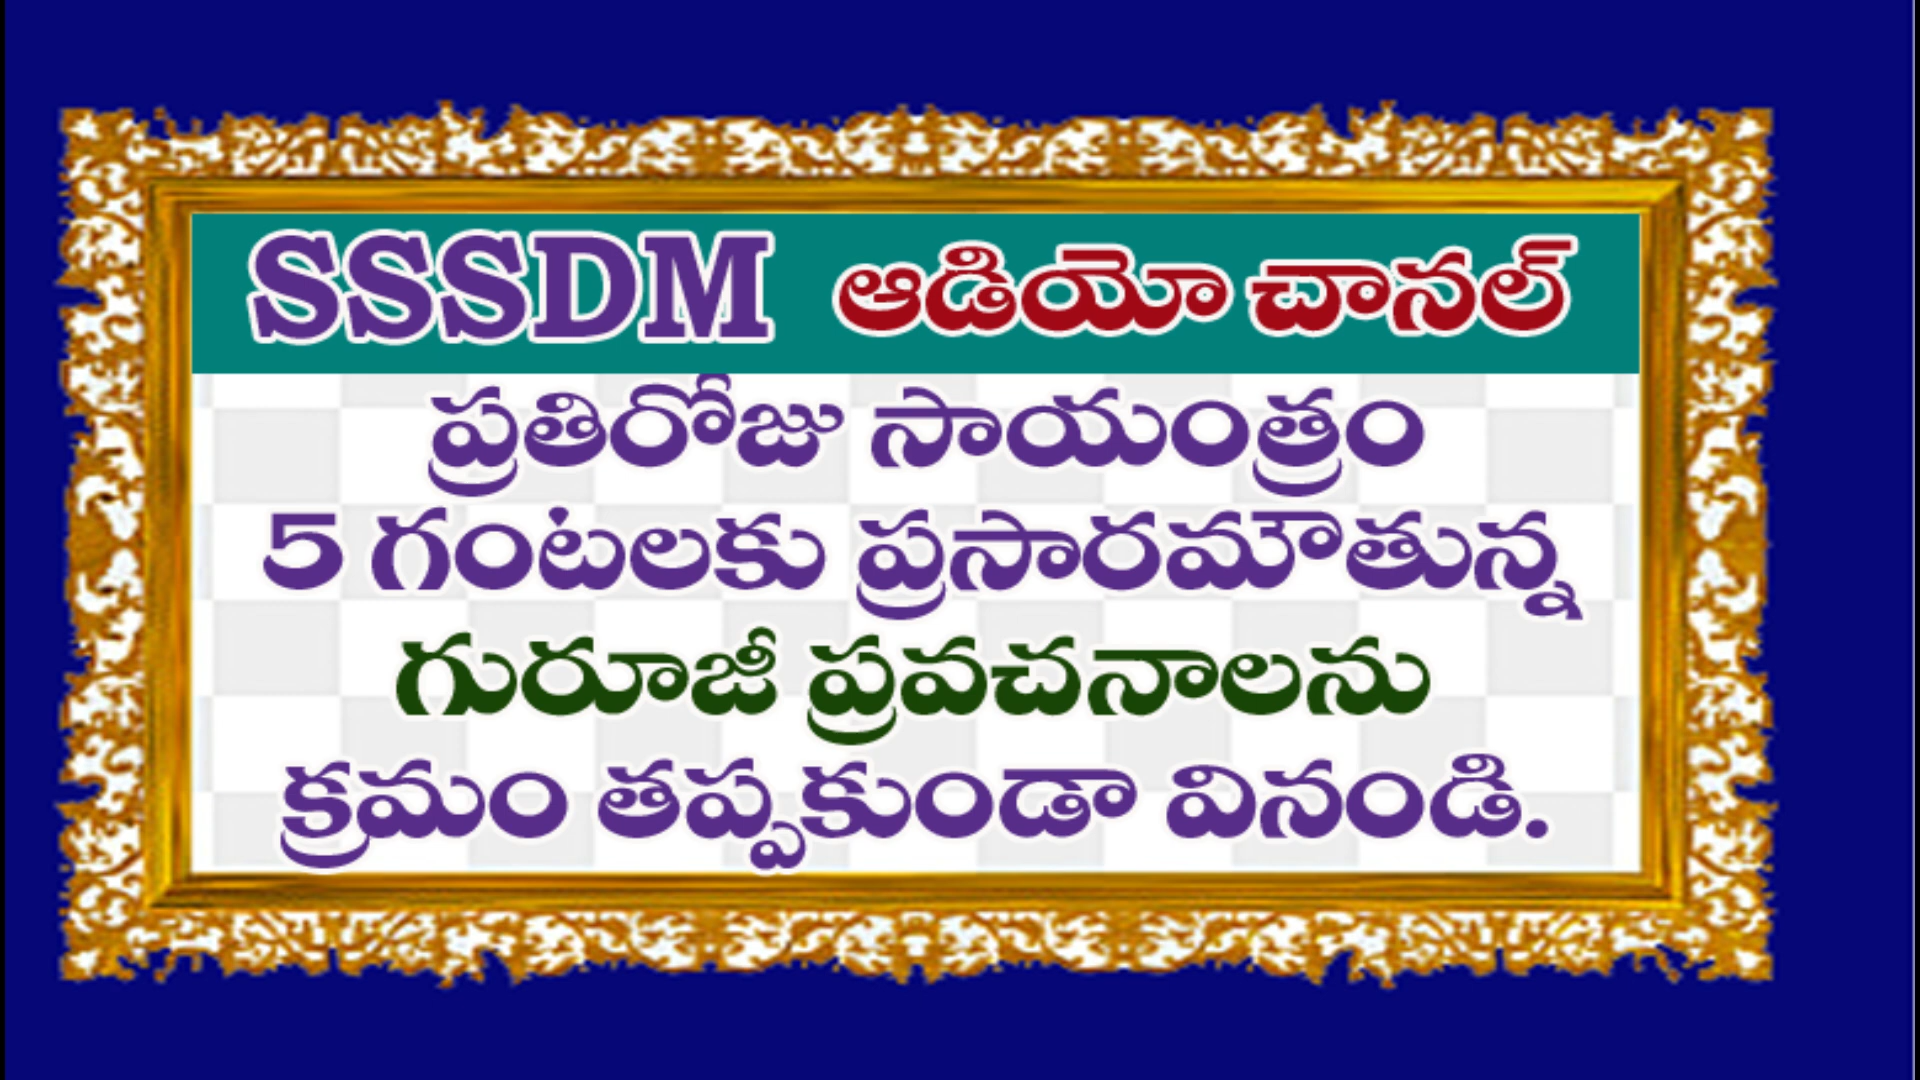 SSSDM ఆడియో చానల్
ప్రతిరోజు సాయంత్రం
5 గంటలకు ప్రసారమౌతున్న
గురూజీ ప్రవచనాలను
క్రమం తప్పకుండా వినండి.